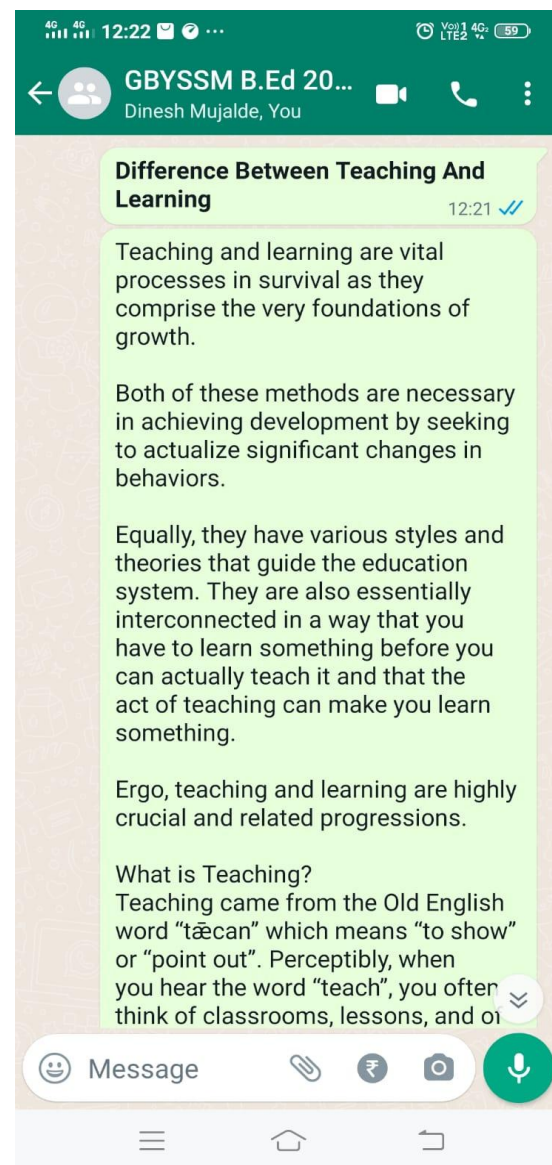 4G 4G 12:22
Vo)) 1 4G+
LTE2 59
GBYSSM B.Ed 20...
Dinesh Mujalde, You
Difference Between Teaching And
Learning
12:21
Teaching and learning are vital
processes in survival as they
comprise the very foundations of
growth.
Both of these methods are necessary
in achieving development by seeking
to actualize significant changes in
behaviors.
Equally, they have various styles and
theories that guide the education
system. They are also essentially
interconnected in a way that you
have to learn something before you
can actually teach it and that the
act of teaching can make you learn
something.
Ergo, teaching and learning are highly
crucial and related progressions.
What is Teaching?
Teaching came from the Old English
word “tǣcan” which means “to show”
or “point out”. Perceptibly, when
you hear the word “teach”, you often
think of classrooms, lessons, and of
Message
₹